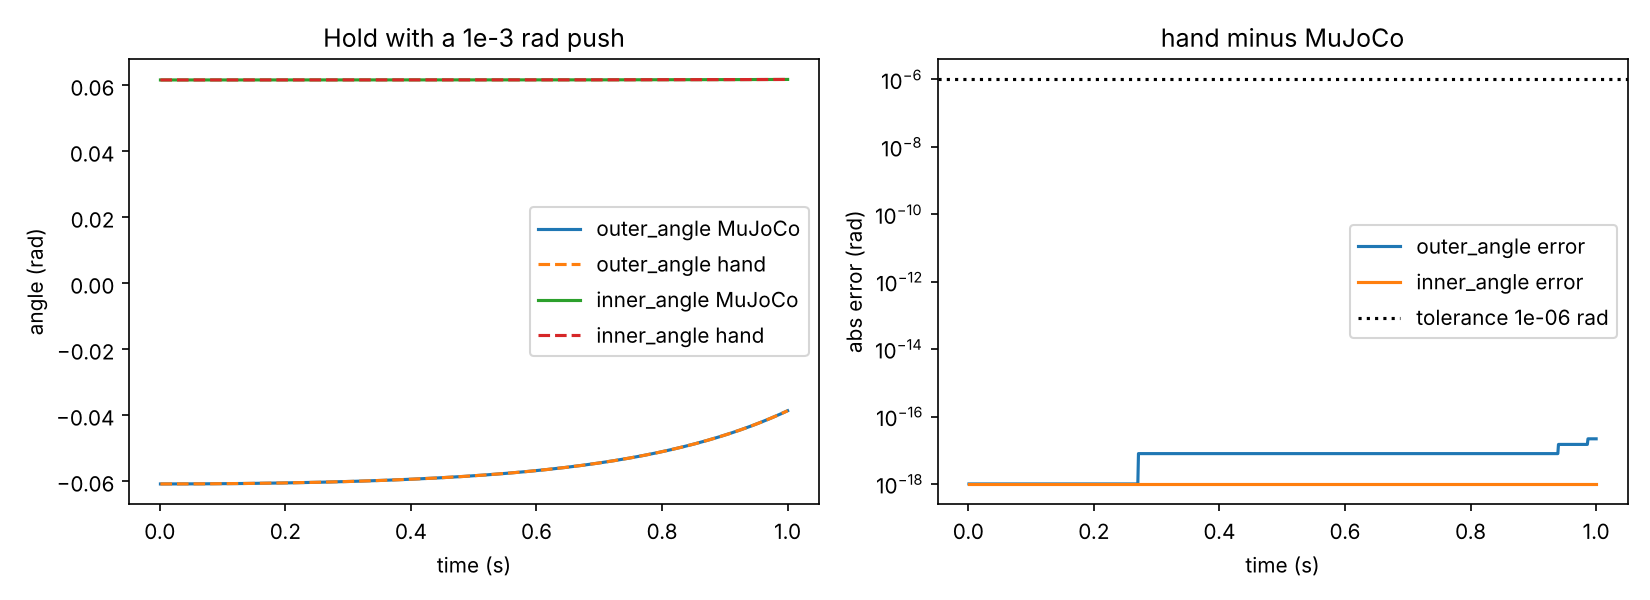 Hold with a 1e-3 rad push
angle (rad)
0.06
0.04
0.02
0.00
−0.02
−0.04
−0.06
outer_angle MuJoCo
outer_angle hand
inner_angle MuJoCo
inner_angle hand
0.0 0.2 0.4 0.6 0.8 1.0
time (s)
hand minus MuJoCo
abs error (rad)
10⁻⁶
10⁻⁸
10⁻¹⁰
10⁻¹²
10⁻¹⁴
10⁻¹⁶
10⁻¹⁸
outer_angle error
inner_angle error
tolerance 1e-06 rad
0.0 0.2 0.4 0.6 0.8 1.0
time (s)